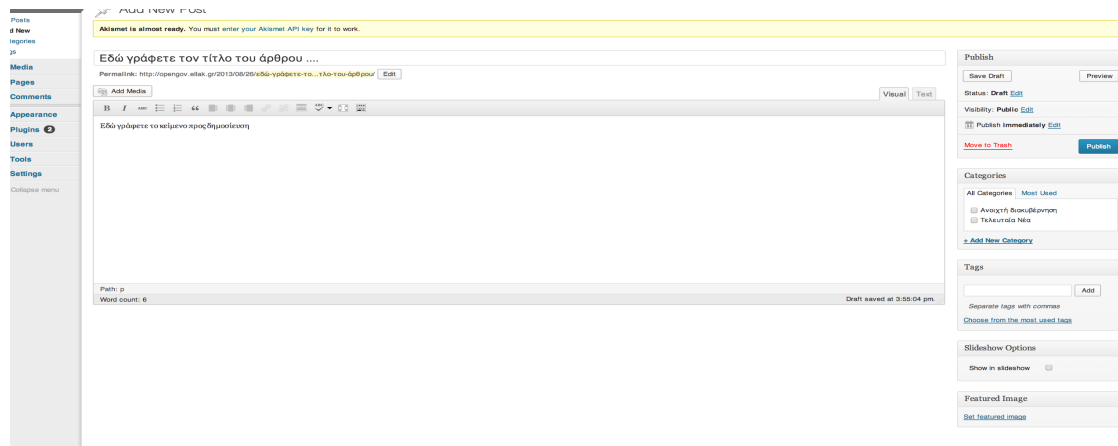 Add New Post
Posts
Akismet is almost ready. You must enter your Akismet API key for it to work.
Media
Pages
Comments
Appearance
Plugins 2
Users
Tools
Settings
Collapse menu
Εδώ γράφετε τον τίτλο του άρθρου ....
Permalink: http://opengov.ellak.gr/2013/08/26/εδώ-γράφετε-το...τλο-του-άρθρου/ Edit
Add Media
Visual Text
B I ABC
Εδώ γράφετε το κείμενο προς δημοσίευση
Path: p
Word count: 6 Draft saved at 3:55:04 pm.
Publish
Save Draft Preview
Status: Draft Edit
Visibility: Public Edit
Publish immediately Edit
Move to Trash Publish
Categories
All Categories Most Used
Ανοιχτή διακυβέρνηση
Τελευταία Νέα
+ Add New Category
Tags
Add
Separate tags with commas
Choose from the most used tags
Slideshow Options
Show in slideshow
Featured Image
Set featured image